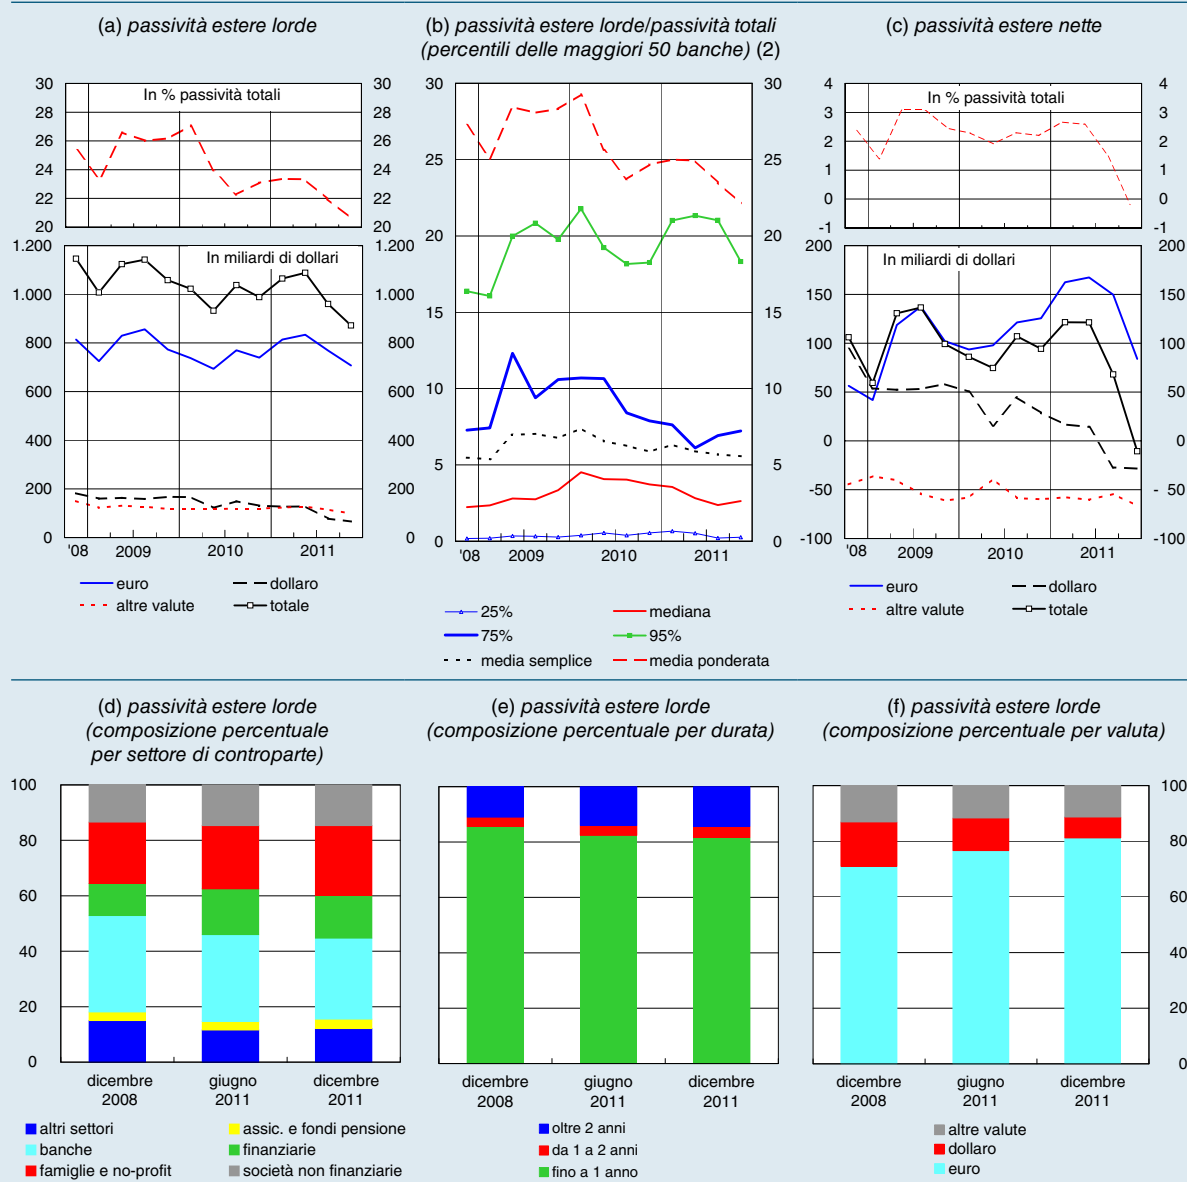 (a) passività estere lorde
(b) passività estere lorde/passività totali
(percentili delle maggiori 50 banche) (2)
(c) passività estere nette
30
28
26
24
22
20
In % passività totali
30
28
26
24
22
20
1.200
1.000
800
600
400
200
0
In miliardi di dollari
1.200
1.000
800
600
400
200
0
'08
2009
2010
2011
euro
dollaro
altre valute
totale
30
25
20
15
10
5
0
30
25
20
15
10
5
0
'08
2009
2010
2011
25%
mediana
75%
95%
media semplice
media ponderata
4
3
2
1
0
-1
In % passività totali
4
3
2
1
0
-1
200
150
100
50
0
-50
-100
In miliardi di dollari
200
150
100
50
0
- 50
-100
'08
2009
2010
2011
euro
dollaro
altre valute
totale
(d) passività estere lorde
(composizione percentuale
per settore di controparte)
(e) passività estere lorde
(composizione percentuale per durata)
(f) passività estere lorde
(composizione percentuale per valuta)
100
80
60
40
20
0
dicembre
2008
giugno
2011
dicembre
2011
altri settori
assic. e fondi pensione
banche
finanziarie
famiglie e no-profit
società non finanziarie
dicembre
2008
giugno
2011
dicembre
2011
oltre 2 anni
da 1 a 2 anni
fino a 1 anno
100
80
60
40
20
0
dicembre
2008
giugno
2011
dicembre
2011
altre valute
dollaro
euro